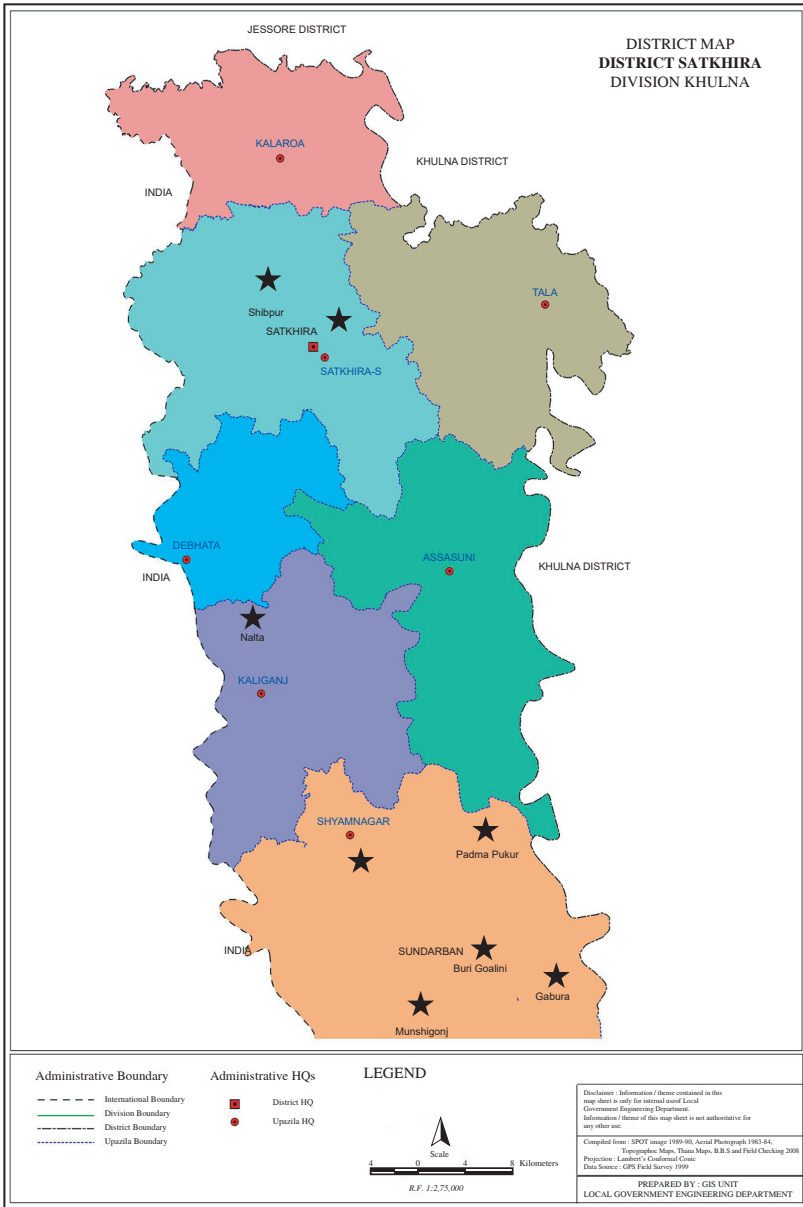 JESSORE DISTRICT
DISTRICT MAP
DISTRICT SATKHIRA
DIVISION KHULNA
KALAROA
KHULNA DISTRICT
INDIA
TALA
Shibpur
SATKHIRA
SATKHIRA-S
DEBHATA
ASSASUNI
INDIA
KHULNA DISTRICT
Nalta
KALIGANJ
SHYAMNAGAR
Padma Pukur
INDIA
SUNDARBAN
Buri Goalini
Gabura
Munshigonj
LEGEND
Administrative Boundary
International Boundary
Division Boundary
District Boundary
Upazila Boundary
Administrative HQs
District HQ
Upazila HQ
Scale
4 0 4 8 Kilometers
R.F. 1:2,75,000
Disclaimer : Information / theme contained in this
map sheet is only for internal useof Local
Government Engineering Department.
Information / theme of this map sheet is not authoritative for
any other use.
Compiled from : SPOT image 1989-90, Aerial Photograph 1983-84,
Topographoc Maps, Thana Maps, B.B.S and Field Checking 2008
Projection : Lambert's Conformal Conic
Data Source : GPS Field Survey 1999
PREPARED BY : GIS UNIT
LOCAL GOVERNMENT ENGINEERING DEPARTMENT